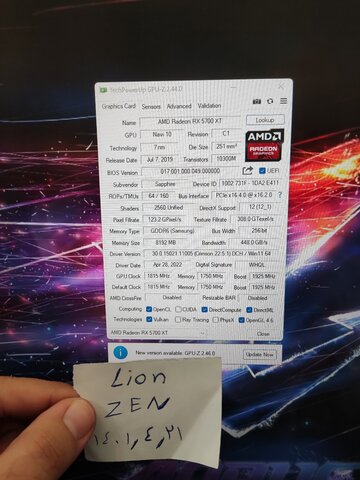 TechPowerUp GPU-Z 2.44.0
Graphics Card Sensors Advanced Validation
Name AMD Radeon RX 5700 XT Lookup
GPU Navi 10 Revision C1
AMD
RADEON
GRAPHICS
Technology 7 nm Die Size 251 mm²
Release Date Jul 7, 2019 Transistors 10300M
BIOS Version 017.001.000.049.000000 UEFI
Subvendor Sapphire Device ID 1002 731F - 1DA2 E411
ROPs/TMUs 64 / 160 Bus Interface PCIe x16 4.0 @ x16 2.0 ?
Shaders 2560 Unified DirectX Support 12 (12_1)
Pixel Fillrate 123.2 GPixel/s Texture Fillrate 308.0 GTexel/s
Memory Type GDDR6 (Samsung) Bus Width 256 bit
Memory Size 8192 MB Bandwidth 448.0 GB/s
Driver Version 30.0.15021.11005 (Crimson 22.5.1) DCH / Win11 64
Driver Date Apr 28, 2022 Digital Signature WHQL
GPU Clock 1815 MHz Memory 1750 MHz Boost 1925 MHz
Default Clock 1815 MHz Memory 1750 MHz Boost 1925 MHz
AMD CrossFire Disabled Resizable BAR Disabled
Computing OpenCL CUDA DirectCompute DirectML
Technologies Vulkan Ray Tracing PhysX OpenGL 4.6
AMD Radeon RX 5700 XT Close
New version available: GPU-Z 2.46.0 Update Now
Lion
ZEN
۱۴۰۱,۴,۲۱